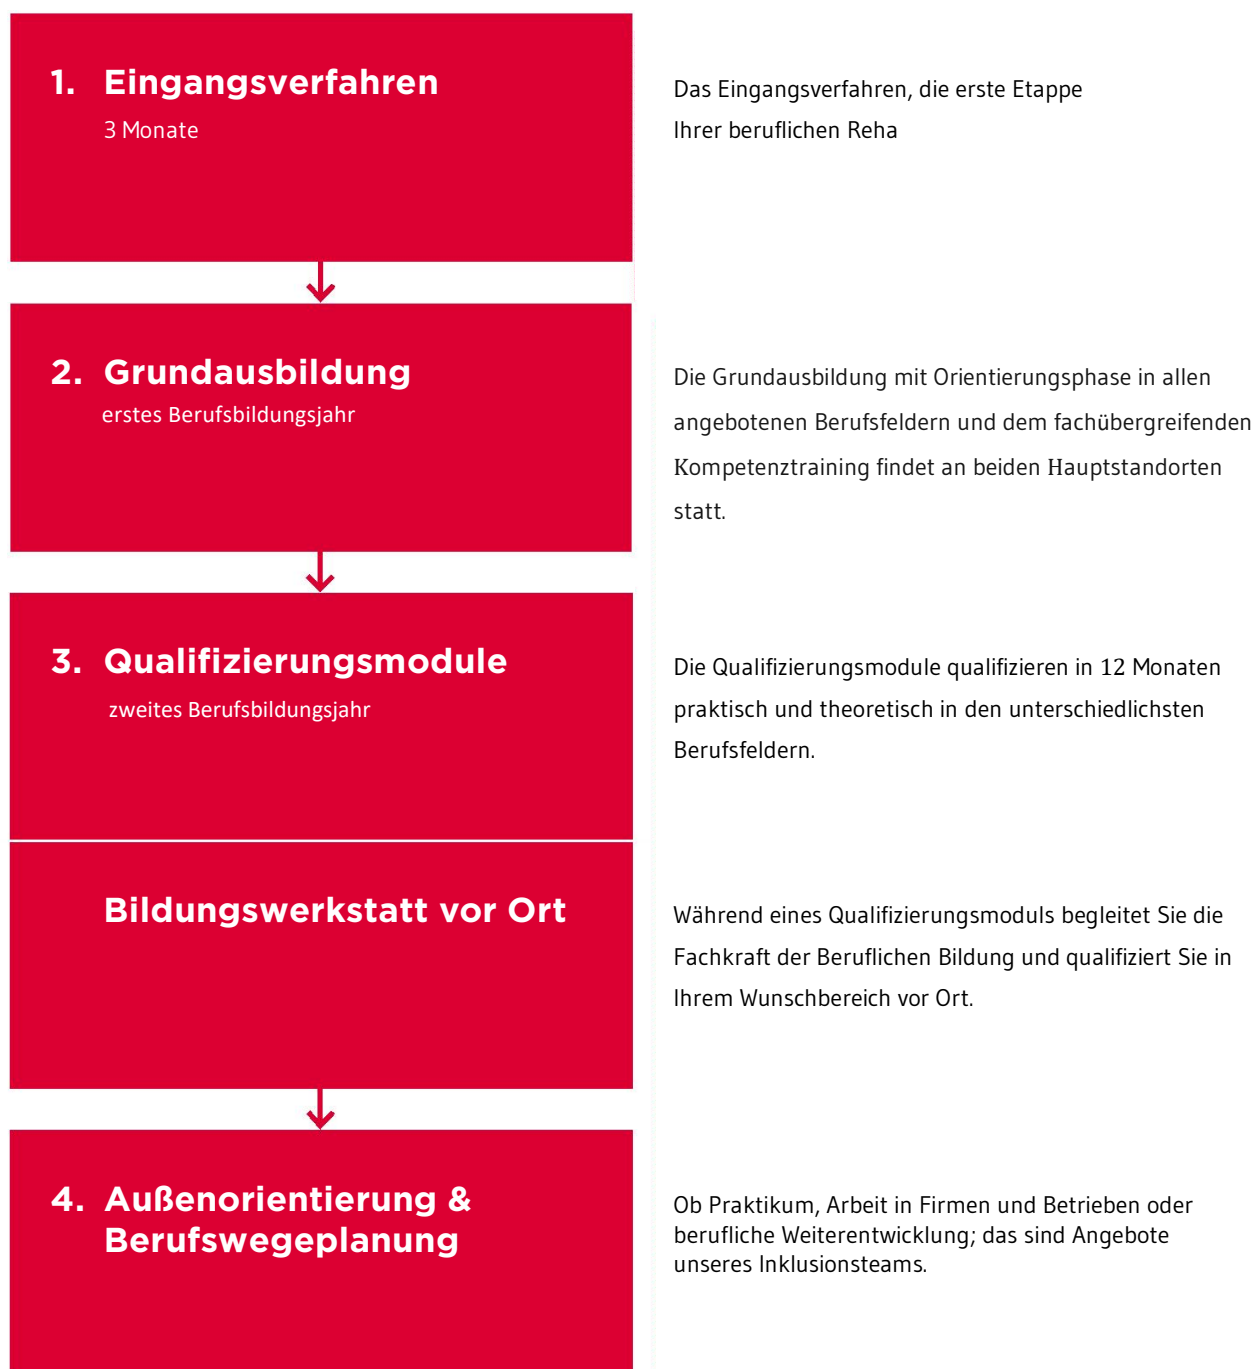 1. Eingangsverfahren
3 Monate
Das Eingangsverfahren, die erste Etappe
Ihrer beruflichen Reha
2. Grundausbildung
erstes Berufsbildungsjahr
Die Grundausbildung mit Orientierungsphase in allen
angebotenen Berufsfeldern und dem fachübergreifenden
Kompetenztraining findet an beiden Hauptstandorten
statt.
3. Qualifizierungsmodule
zweites Berufsbildungsjahr
Die Qualifizierungsmodule qualifizieren in 12 Monaten
praktisch und theoretisch in den unterschiedlichsten
Berufsfeldern.
Bildungswerkstatt vor Ort
Während eines Qualifizierungsmoduls begleitet Sie die
Fachkraft der Beruflichen Bildung und qualifiziert Sie in
Ihrem Wunschbereich vor Ort.
4. Außenorientierung &
Berufswegeplanung
Ob Praktikum, Arbeit in Firmen und Betrieben oder
berufliche Weiterentwicklung; das sind Angebote
unseres Inklusionsteams.